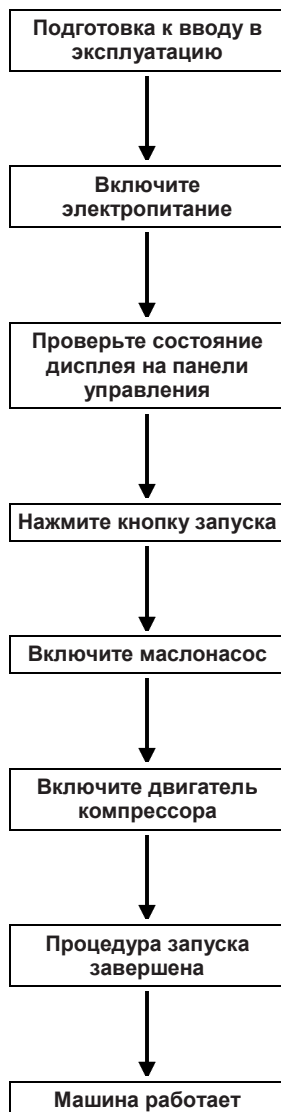 Подготовка к вводу в
эксплуатацию
Включите
электропитание
Проверьте состояние
дисплея на панели
управления
Нажмите кнопку запуска
Включите маслонасос
Включите двигатель
компрессора
Процедура запуска
завершена
Машина работает